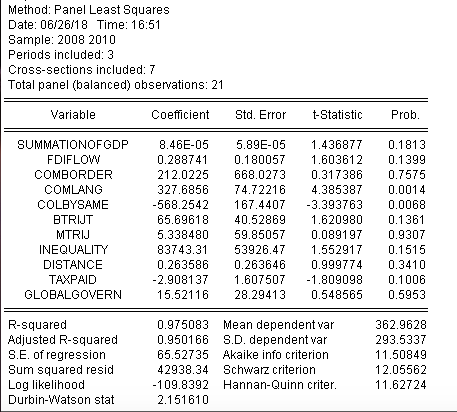 Method: Panel Least Squares
Date: 06/26/18 Time: 16:51
Sample: 2008 2010
Periods included: 3
Cross-sections included: 7
Total panel (balanced) observations: 21
Variable Coefficient Std. Error t-Statistic Prob.
SUMMATIONOFGDP 8.46E-05 5.89E-05 1.436877 0.1813
FDIFLOW 0.288741 0.180057 1.603612 0.1399
COMBORDER 212.0225 668.0273 0.317386 0.7575
COMLANG 327.6856 74.72216 4.385387 0.0014
COLBYSAME -568.2542 167.4407 -3.393763 0.0068
BTRIJT 65.69618 40.52869 1.620980 0.1361
MTRIJ 5.338480 59.85057 0.089197 0.9307
INEQUALITY 83743.31 53926.47 1.552917 0.1515
DISTANCE 0.263586 0.263646 0.999774 0.3410
TAXPAID -2.908137 1.607507 -1.809098 0.1006
GLOBALGOVERN 15.52116 28.29413 0.548565 0.5953
R-squared 0.975083 Mean dependent var 362.9628
Adjusted R-squared 0.950166 S.D. dependent var 293.5337
S.E. of regression 65.52735 Akaike info criterion 11.50849
Sum squared resid 42938.34 Schwarz criterion 12.05562
Log likelihood -109.8392 Hannan-Quinn criter. 11.62724
Durbin-Watson stat 2.151610